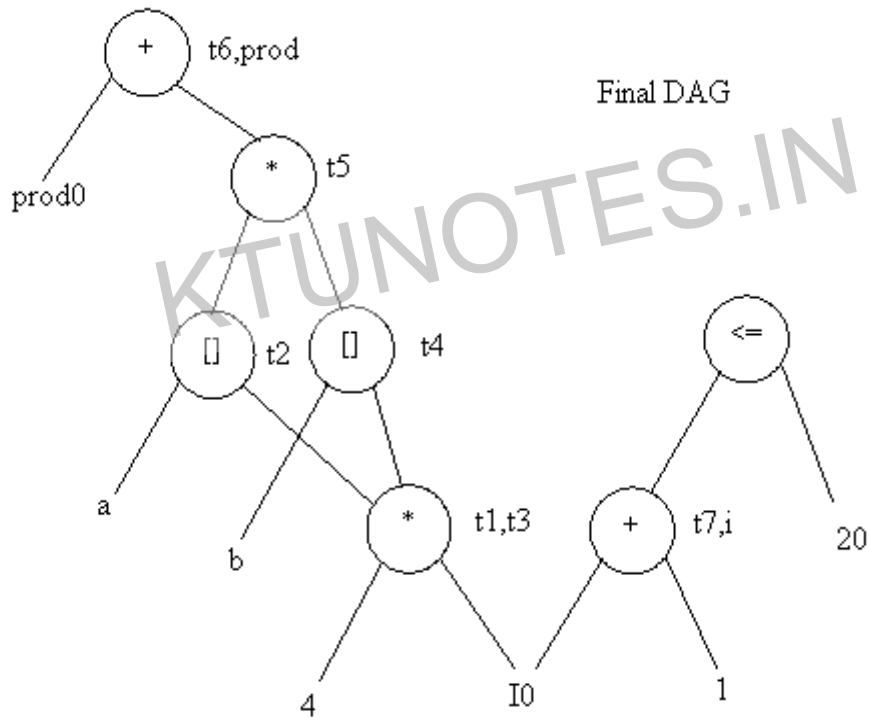 +
t6,prod
Final DAG
*
t5
prod0
KTUNOTES.IN
[]
t2
[]
t4
<=
a
*
t1,t3
+
t7,i
20
b
4
I0
1